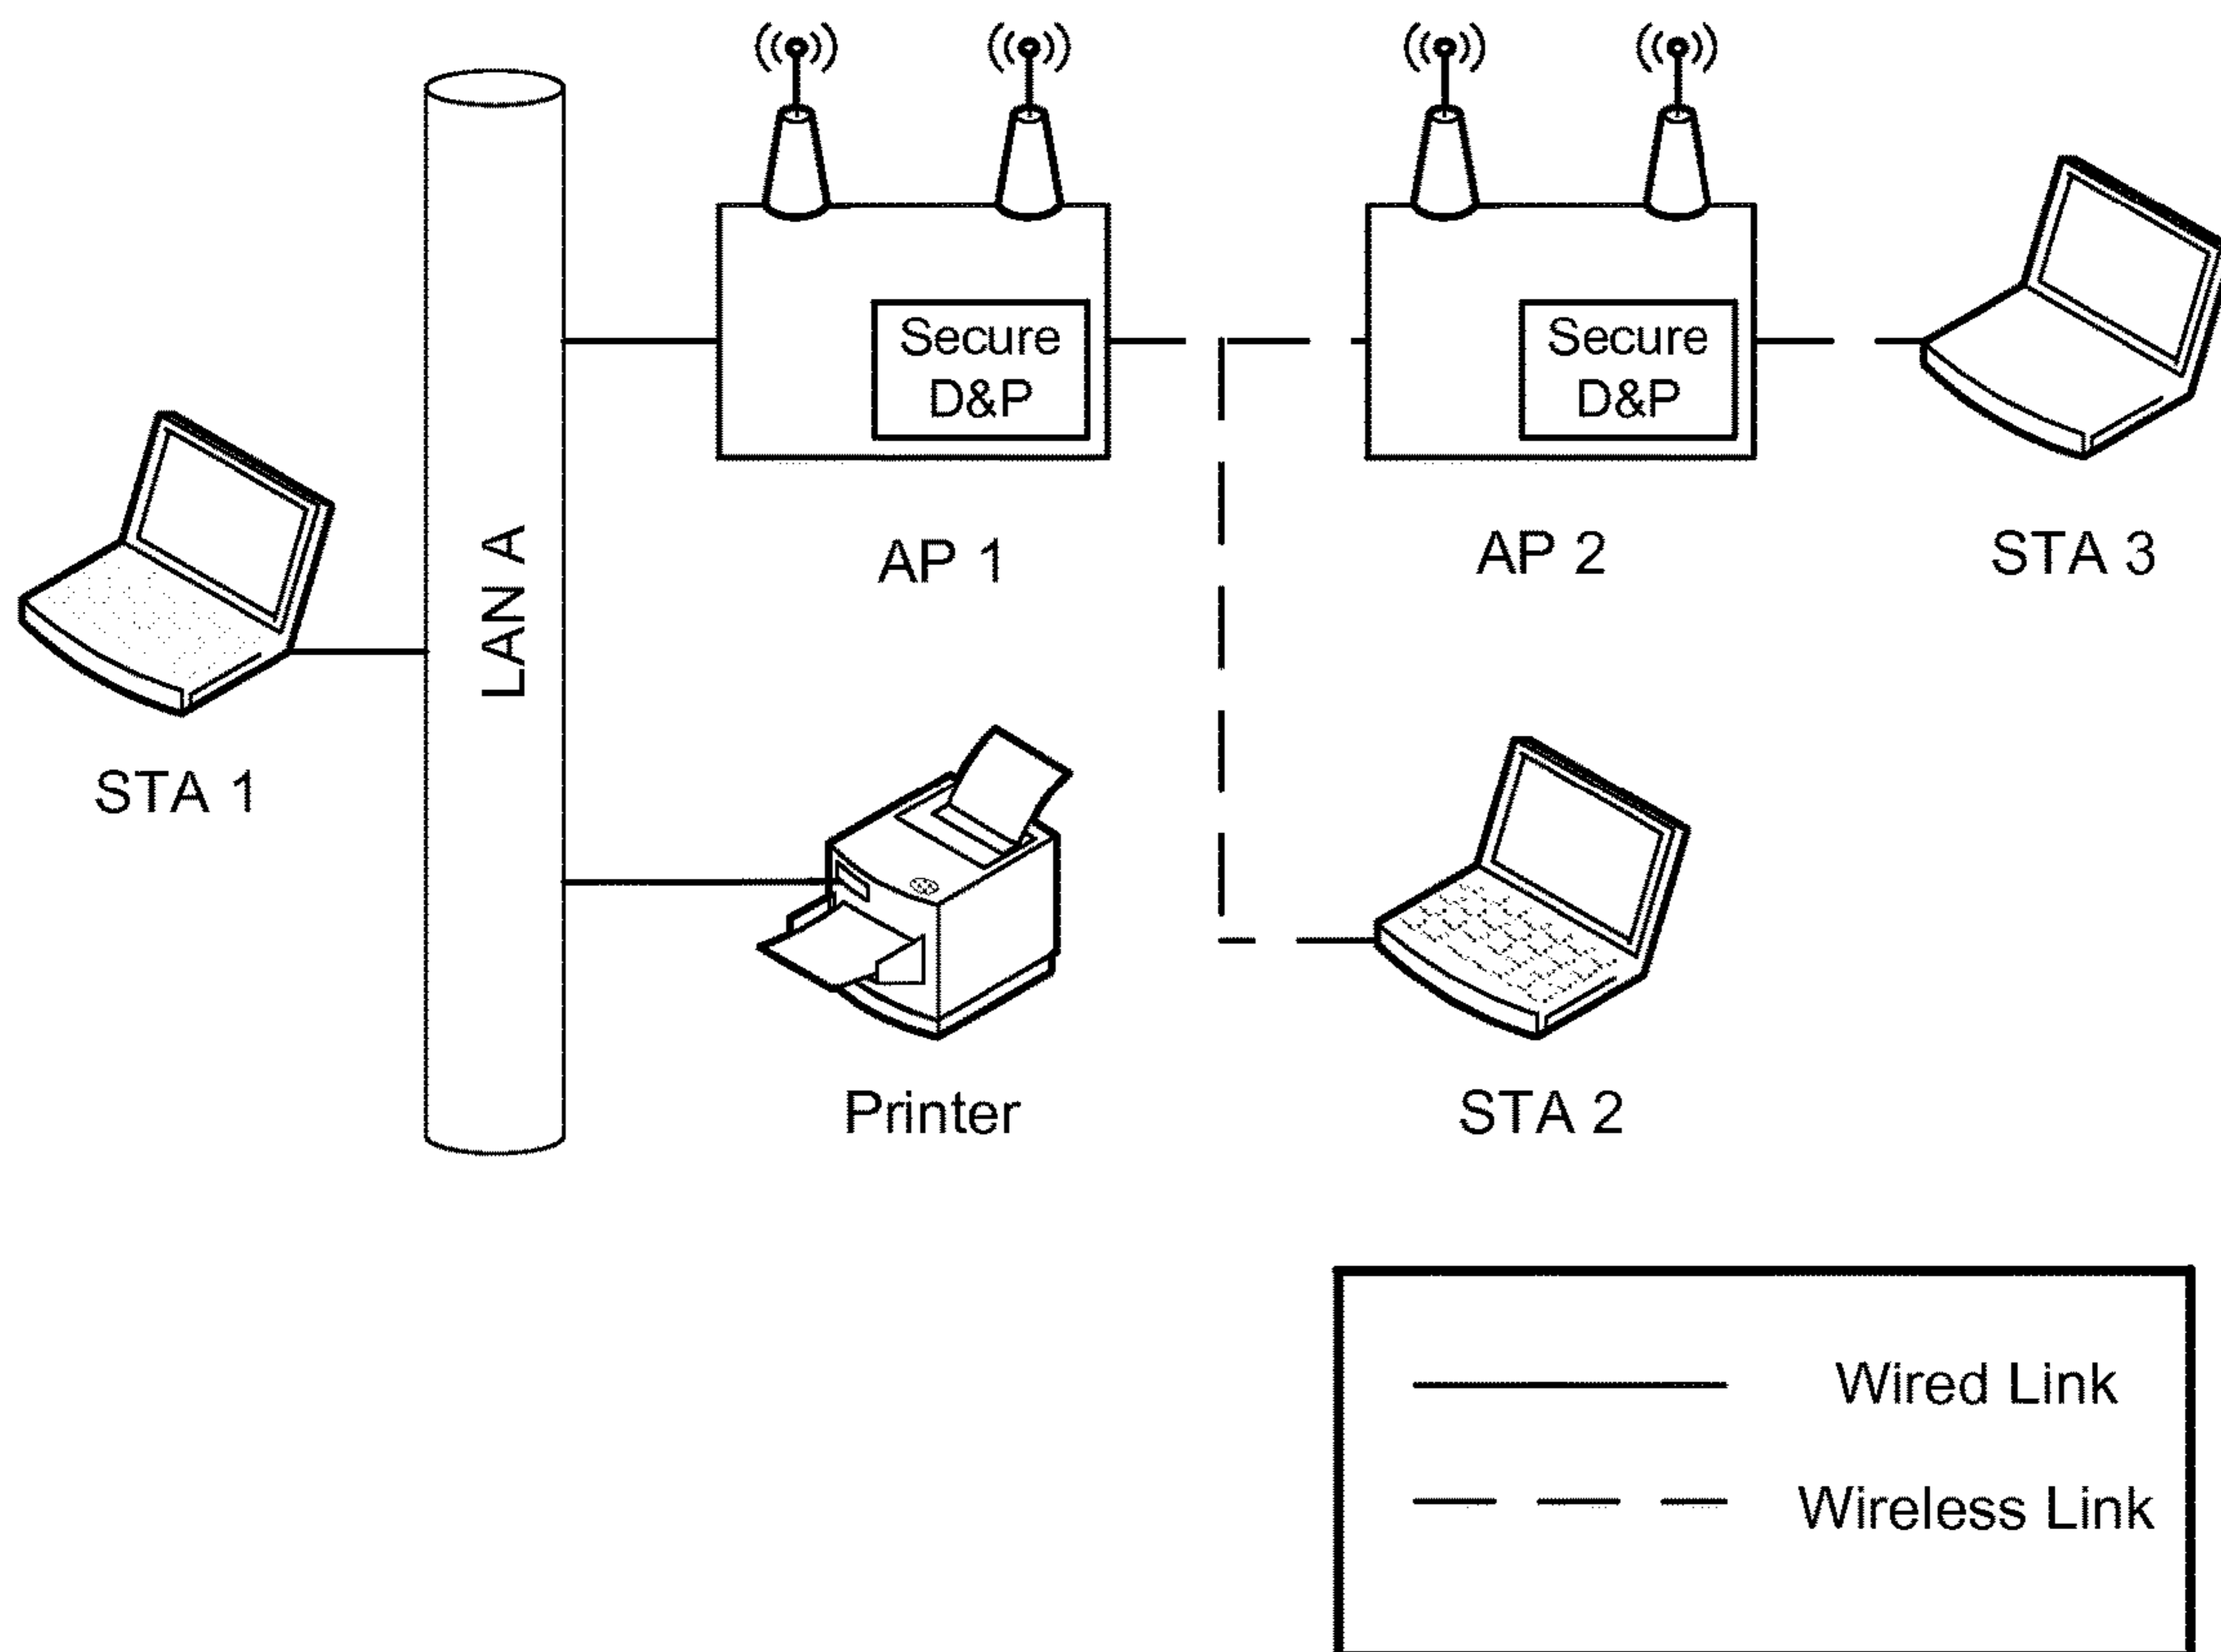 Secure
D&P
Secure
D&P
AP 1
AP 2
STA 3
LAN A
STA 1
Printer
STA 2
Wired Link
Wireless Link